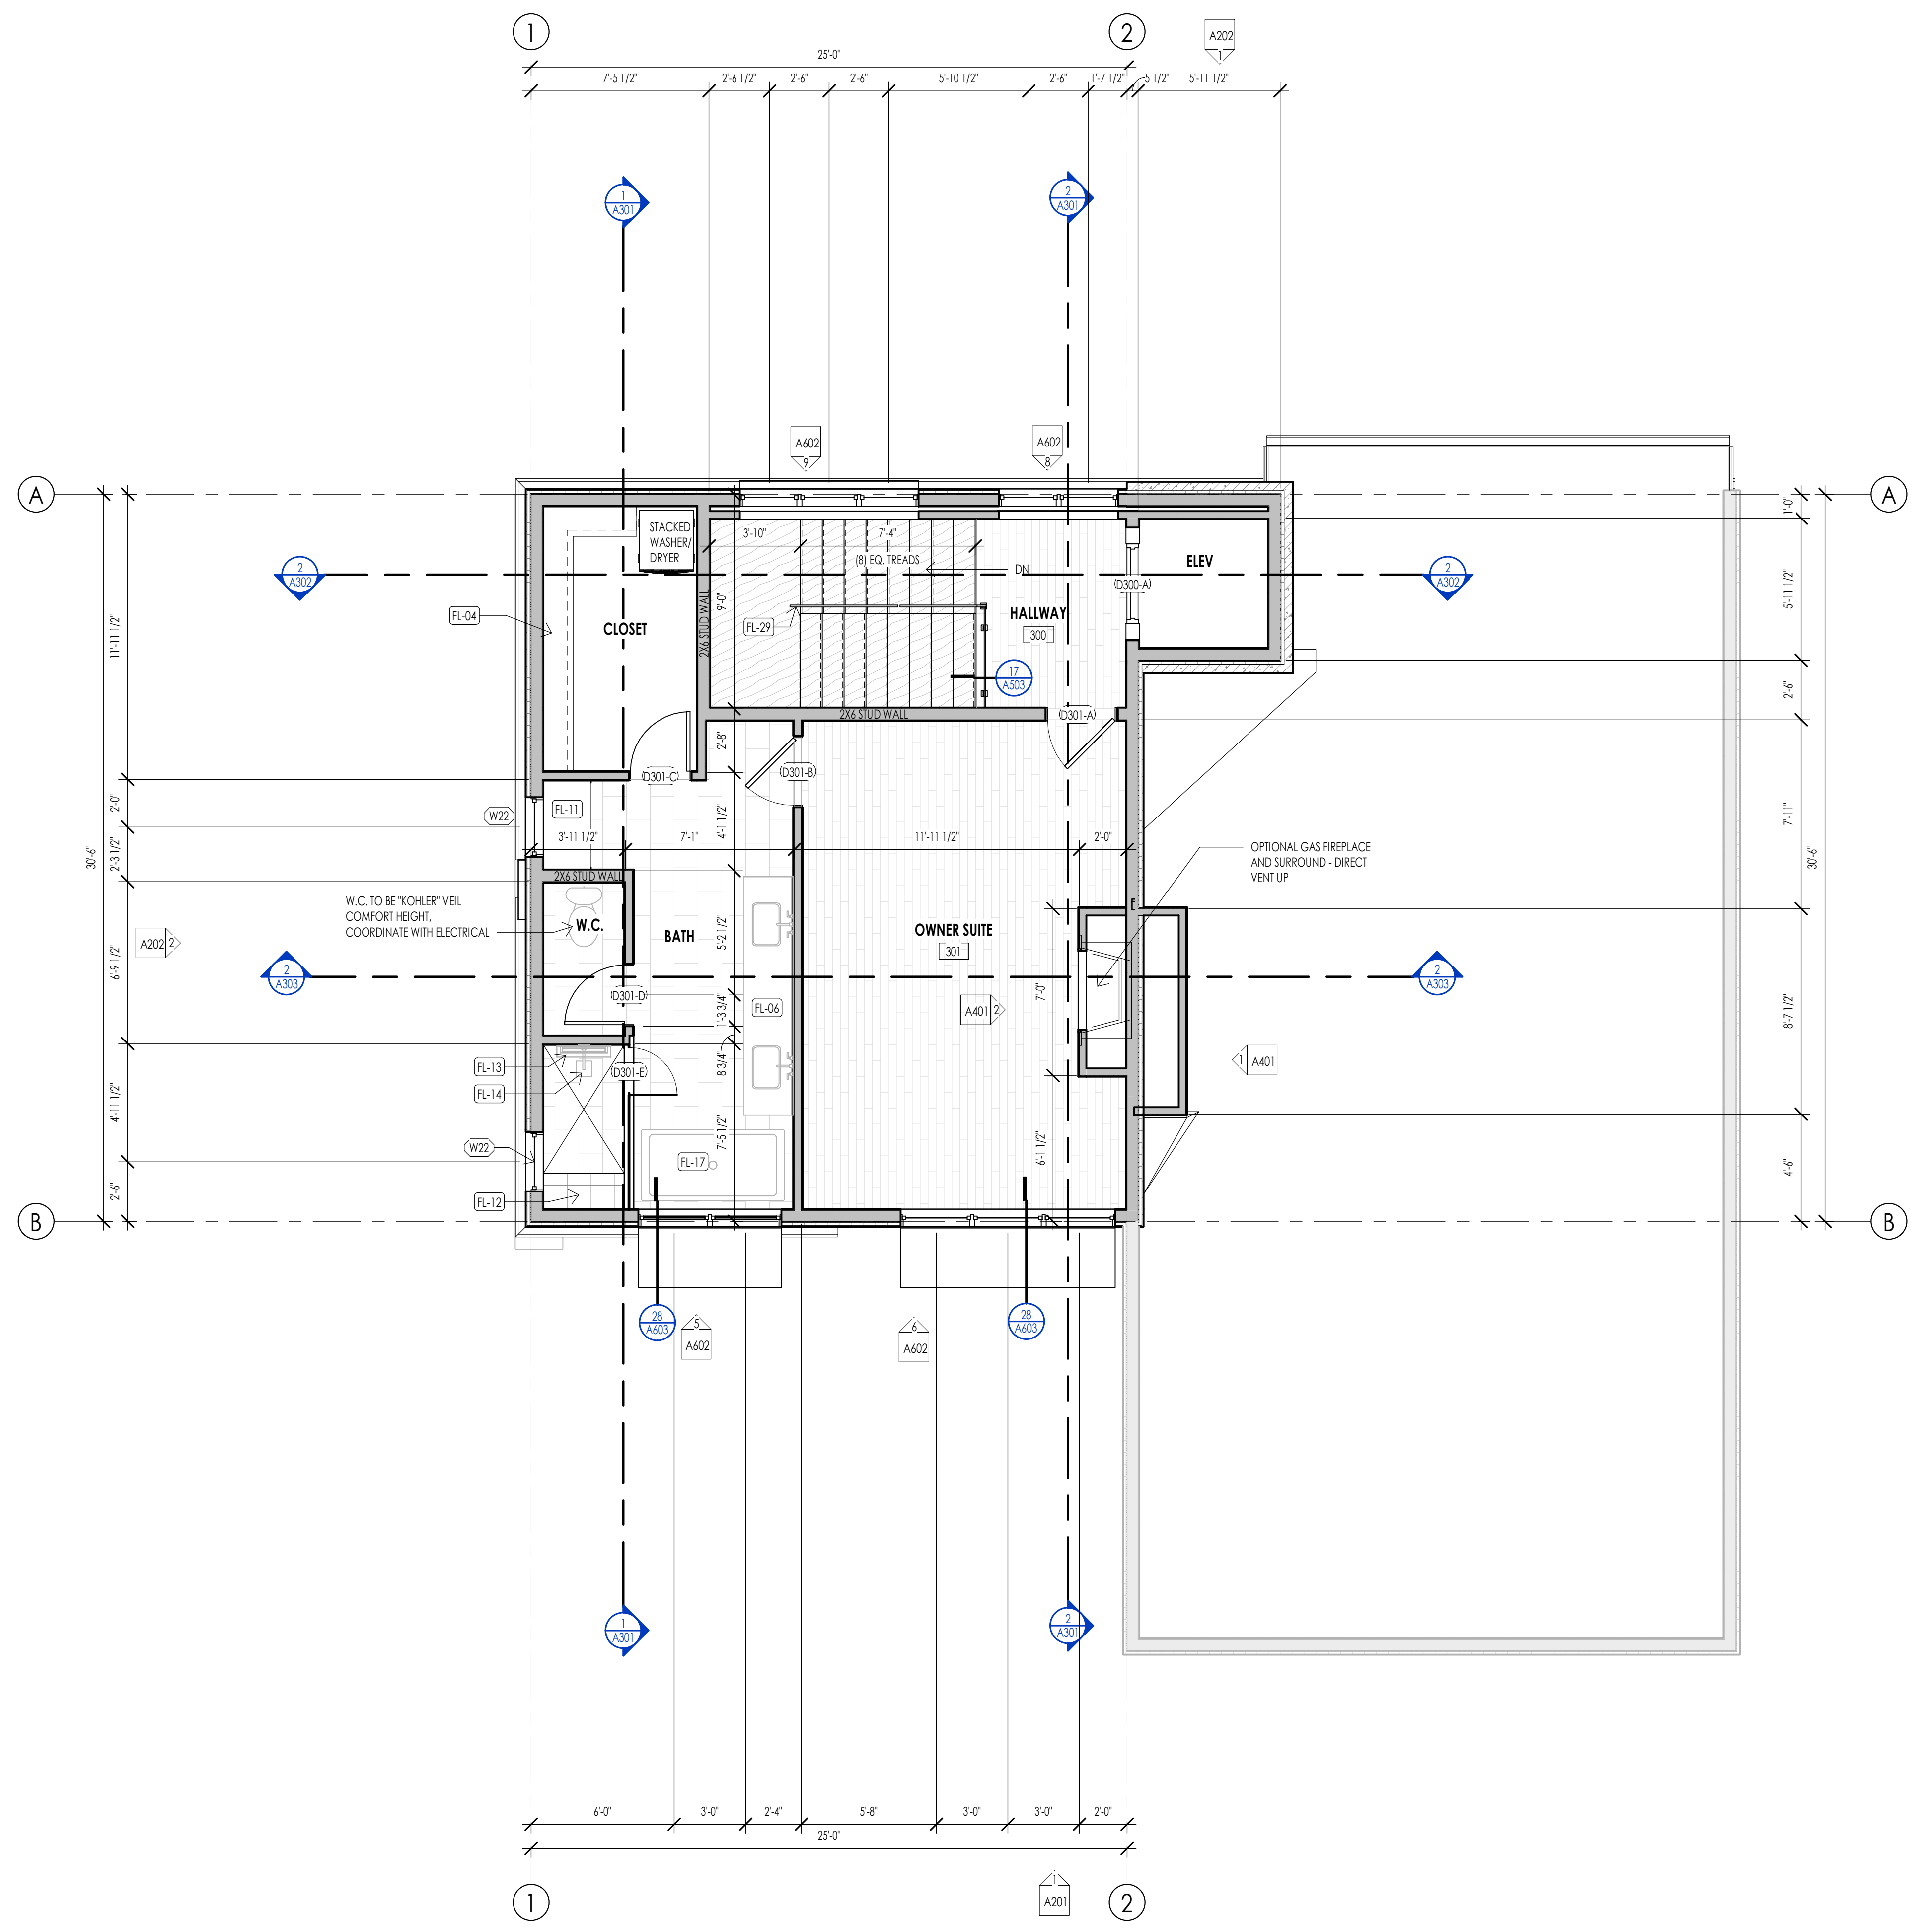 1
2
A202
1
25'-0"
7'-5 1/2"
2'-6 1/2"
2'-6"
2'-6"
5'-10 1/2"
2'-6"
1'-7 1/2"
5 1/2"
5'-11 1/2"
1
A301
2
A301
A602
9
A602
8
A
A
STACKED
WASHER/
DRYER
3'-10"
7'-4"
(8) EQ. TREADS
DN
ELEV
2
A302
2
A302
(D300-A)
1'-0"
5'-11 1/2"
FL-04
CLOSET
2X6 STUD WALL
9'-0"
FL-29
HALLWAY
300
11'-11 1/2"
17
A503
2'-6"
2X6 STUD WALL
(D301-A)
2'-8"
(D301-C)
(D301-B)
2'-0"
W22
FL-11
4'-1 1/2"
7'-11"
3'-11 1/2"
7'-1"
11'-11 1/2"
2'-0"
30'-6"
2'-3 1/2"
30'-6"
OPTIONAL GAS FIREPLACE
AND SURROUND - DIRECT
VENT UP
2X6 STUD WALL
W.C. TO BE "KOHLER" VEIL
COMFORT HEIGHT,
COORDINATE WITH ELECTRICAL
E
W.C.
BATH
5'-2 1/2"
OWNER SUITE
301
A202
2
6'-9 1/2"
2
A303
2
A303
(D301-D)
1'-3 3/4"
FL-06
A401
2
7'-0"
8'-7 1/2"
FL-13
FL-14
(D301-E)
8 3/4"
1
A401
4'-11 1/2"
7'-5 1/2"
6'-1 1/2"
W22
FL-17
4'-6"
2'-6"
FL-12
B
B
28
A603
5
A602
6
A602
28
A603
1
A301
2
A301
6'-0"
3'-0"
2'-4"
5'-8"
3'-0"
3'-0"
2'-0"
25'-0"
1
2
1
A201